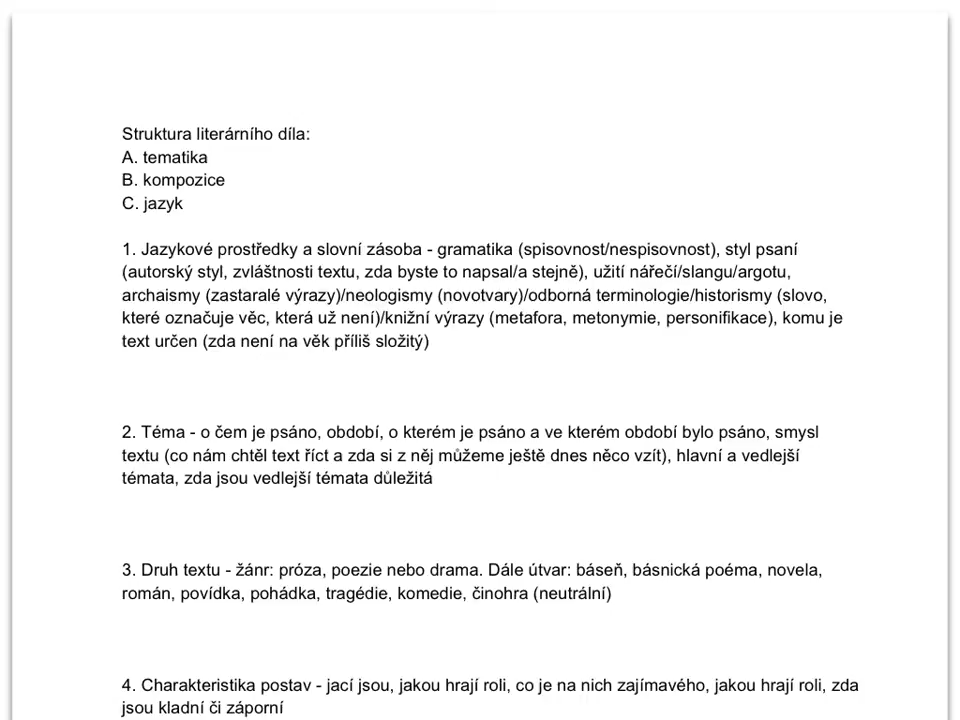 Struktura literárního díla:
A. tematika
B. kompozice
C. jazyk
1. Jazykové prostředky a slovní zásoba - gramatika (spisovnost/nespisovnost), styl psaní
(autorský styl, zvláštnosti textu, zda byste to napsal/a stejně), užití nářečí/slangu/argotu,
archaismy (zastaralé výrazy)/neologismy (novotvary)/odborná terminologie/historismy (slovo,
které označuje věc, která už není)/knižní výrazy (metafora, metonymie, personifikace), komu je
text určen (zda není na věk příliš složitý)
2. Téma - o čem je psáno, období, o kterém je psáno a ve kterém období bylo psáno, smysl
textu (co nám chtěl text říct a zda si z něj můžeme ještě dnes něco vzít), hlavní a vedlejší
témata, zda jsou vedlejší témata důležitá
3. Druh textu - žánr: próza, poezie nebo drama. Dále útvar: báseň, básnická poéma, novela,
román, povídka, pohádka, tragédie, komedie, činohra (neutrální)
4. Charakteristika postav - jací jsou, jakou hrají roli, co je na nich zajímavého, jakou hrají roli, zda
jsou kladní či záporní